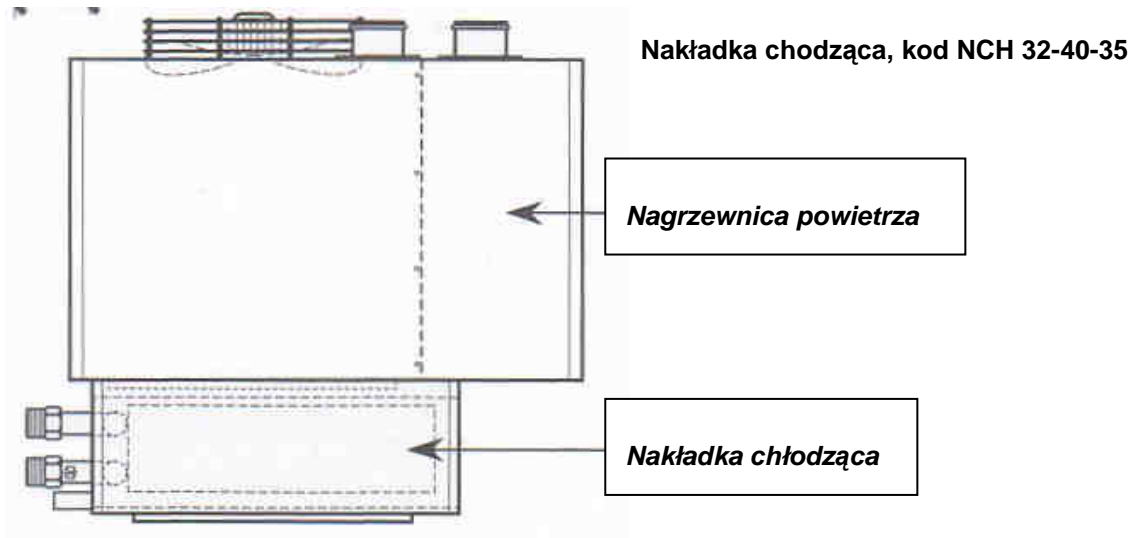 Nakładka chodząca, kod NCH 32-40-35
Nagrzewnica powietrza
Nakładka chłodząca